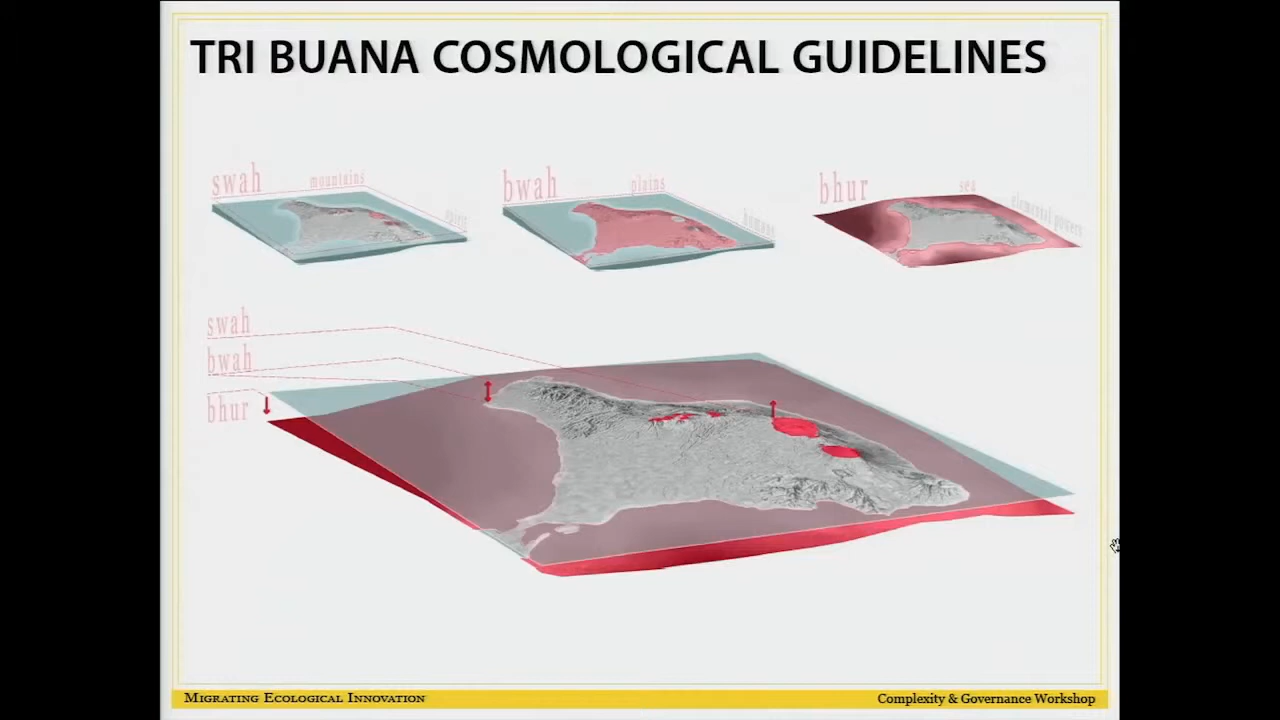 TRI BUANA COSMOLOGICAL GUIDELINES
swah
mountains
spirit
bwah
plains
humans
bhur
sea
elemental powers
swah
bwah
bhur
MIGRATING ECOLOGICAL INNOVATION
Complexity & Governance Workshop